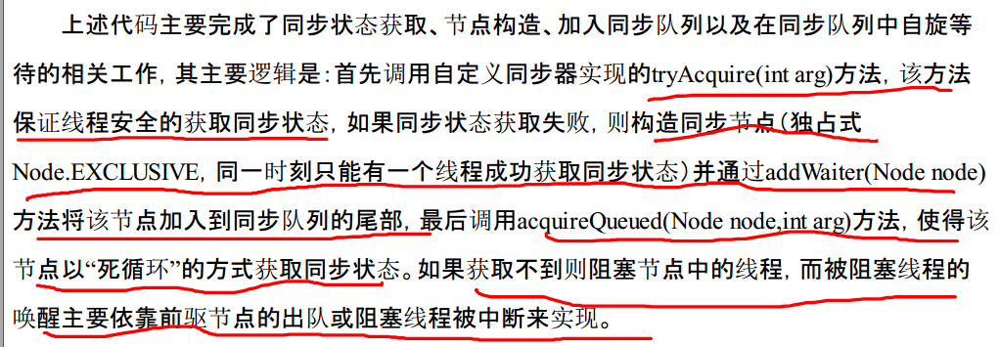 上述代码主要完成了同步状态获取、节点构造、加入同步队列以及在同步队列中自旋等
待的相关工作，其主要逻辑是：首先调用自定义同步器实现的tryAcquire(int arg)方法，该方法
保证线程安全的获取同步状态，如果同步状态获取失败，则构造同步节点（独占式
Node.EXCLUSIVE，同一时刻只能有一个线程成功获取同步状态）并通过addWaiter(Node node)
方法将该节点加入到同步队列的尾部，最后调用acquireQueued(Node node,int arg)方法，使得该
节点以“死循环”的方式获取同步状态。如果获取不到则阻塞节点中的线程，而被阻塞线程的
唤醒主要依靠前驱节点的出队或阻塞线程被中断来实现。